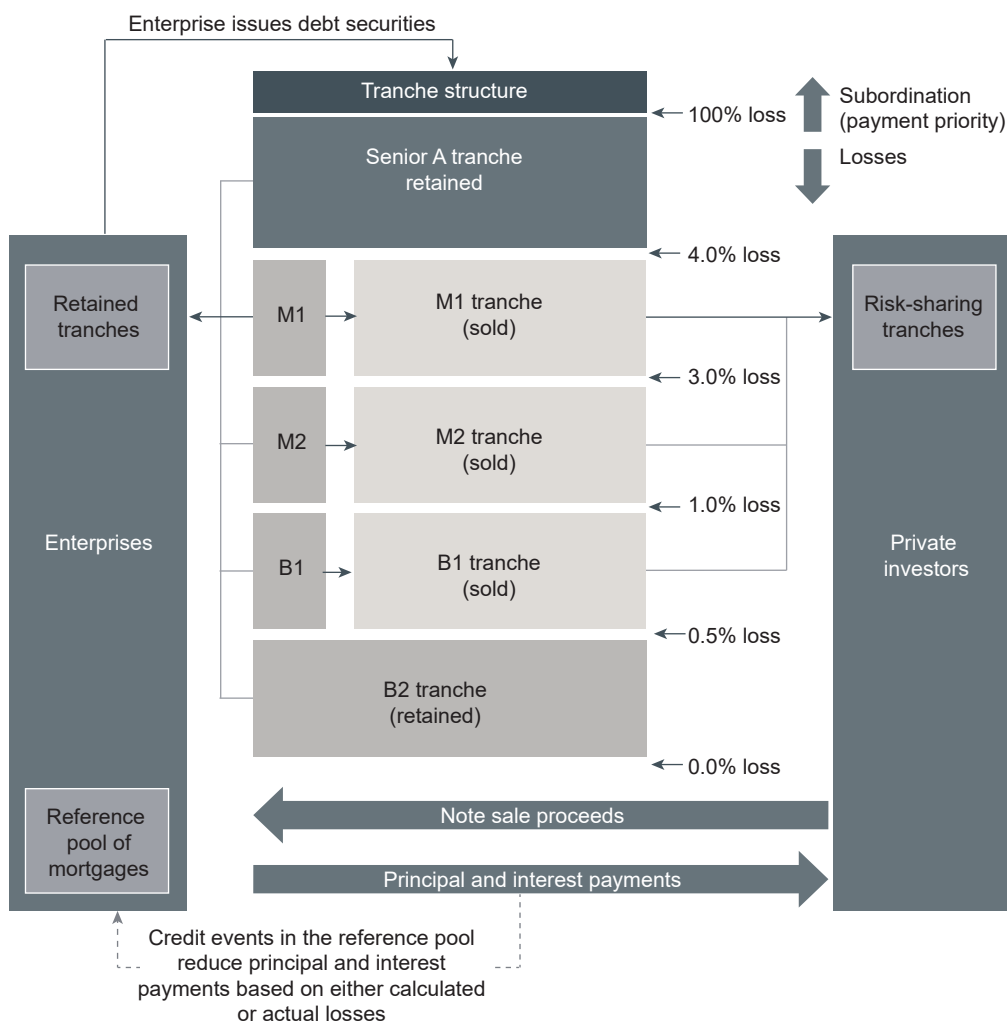 Enterprise issues debt securities
Tranche structure
100% loss
Subordination
(payment priority)
Losses
Senior A tranche
retained
4.0% loss
Retained
tranches
M1
M1 tranche
(sold)
Risk-sharing
tranches
3.0% loss
M2
M2 tranche
(sold)
1.0% loss
Enterprises
B1
B1 tranche
(sold)
Private
investors
0.5% loss
B2 tranche
(retained)
0.0% loss
Reference
pool of
mortgages
Note sale proceeds
Principal and interest payments
Credit events in the reference pool
reduce principal and interest
payments based on either calculated
or actual losses